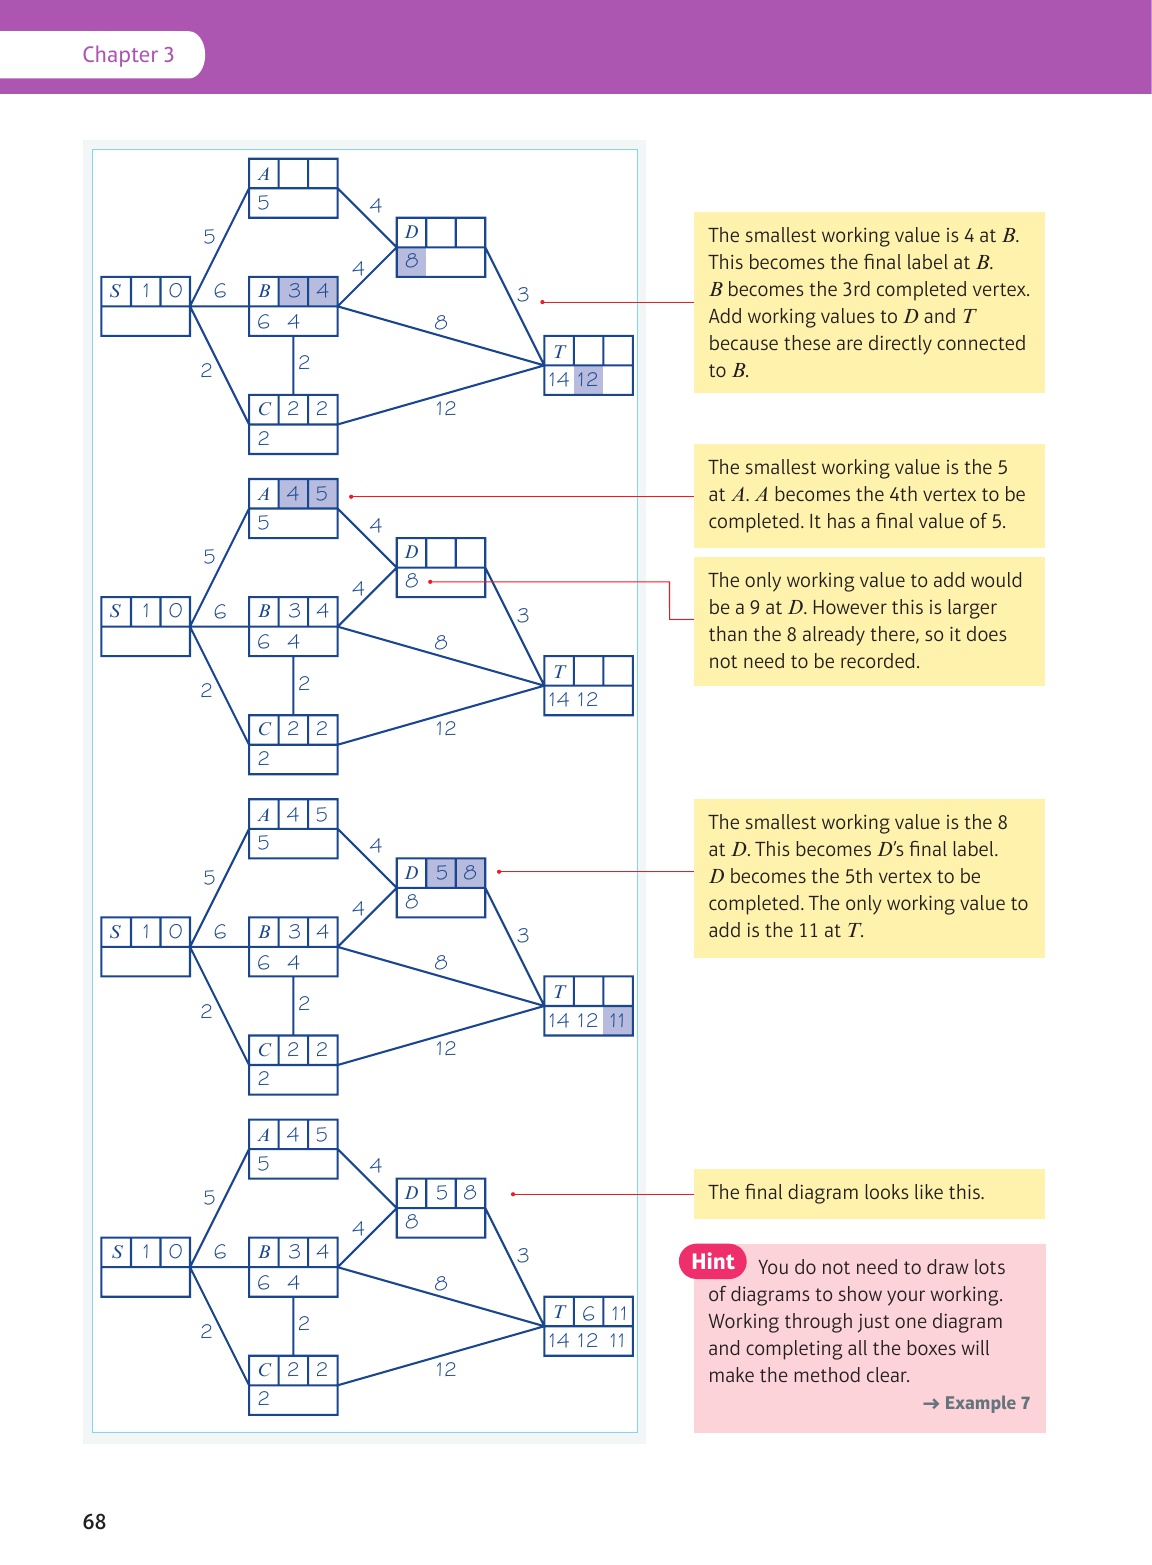 Chapter 3
A
5
4
D
8
5
4
S 1 0
6
B 3 4
6 4
3
8
T
14 12
2
2
C 2 2
2
12
The smallest working value is 4 at B.
This becomes the final label at B.
B becomes the 3rd completed vertex.
Add working values to D and T
because these are directly connected
to B.
A 4 5
5
4
D
8
5
4
S 1 0
6
B 3 4
6 4
3
8
T
14 12
2
2
C 2 2
2
12
The smallest working value is the 5
at A. A becomes the 4th vertex to be
completed. It has a final value of 5.
The only working value to add would
be a 9 at D. However this is larger
than the 8 already there, so it does
not need to be recorded.
A 4 5
5
4
D 5 8
8
5
4
S 1 0
6
B 3 4
6 4
3
8
T
14 12 11
2
2
C 2 2
2
12
The smallest working value is the 8
at D. This becomes D’s final label.
D becomes the 5th vertex to be
completed. The only working value to
add is the 11 at T.
A 4 5
5
4
D 5 8
8
5
4
S 1 0
6
B 3 4
6 4
3
8
T 6 11
14 12 11
2
2
C 2 2
2
12
The final diagram looks like this.
Hint You do not need to draw lots
of diagrams to show your working.
Working through just one diagram
and completing all the boxes will
make the method clear.
→ Example 7
68